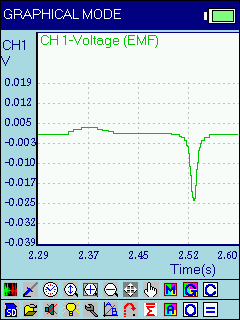 GRAPHICAL MODE
CH1
V
CH 1-Voltage (EMF)
0.019
0.012
0.005
-0.003
-0.010
-0.017
-0.025
-0.032
-0.039
2.29
2.37
2.45
2.52
2.60
Time(s)
M
G
C
SD
Σ
A